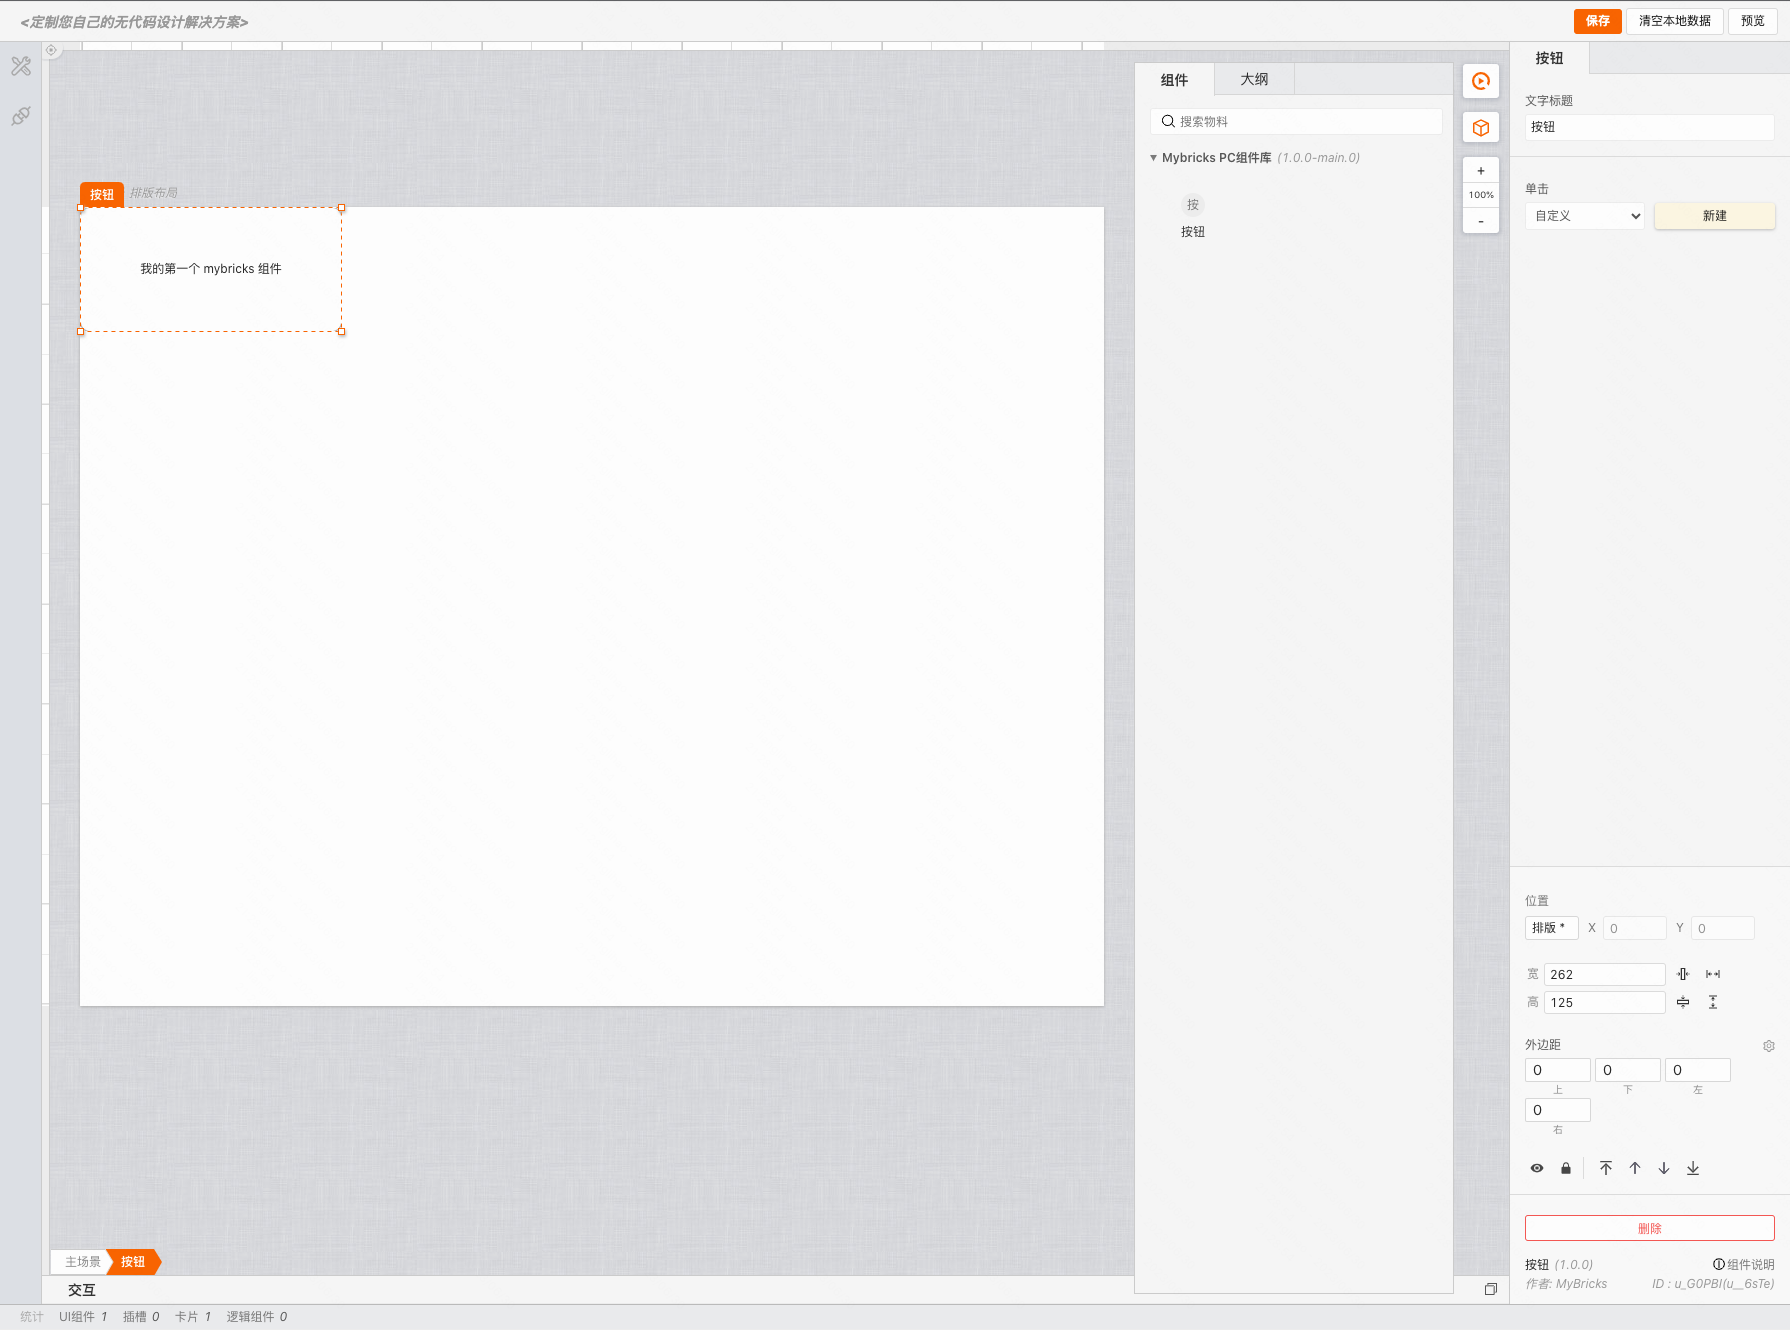 <定制您自己的无代码设计解决方案>
保存
清空本地数据
预览
组件
大纲
搜索物料
Mybricks PC组件库 (1.0.0-main.0)
按
按钮
+
100%
-
按钮 排版布局
我的第一个 mybricks 组件
按钮
文字标题
按钮
单击
自定义
新建
位置
排版 * X 0 Y 0
宽 262
高 125
外边距
0 0 0
上 下 左
0
右
删除
按钮 (1.0.0) 组件说明
作者: MyBricks ID : u_G0PBI(u__6sTe)
主场景 按钮
交互
统计 UI组件 1 插槽 0 卡片 1 逻辑组件 0